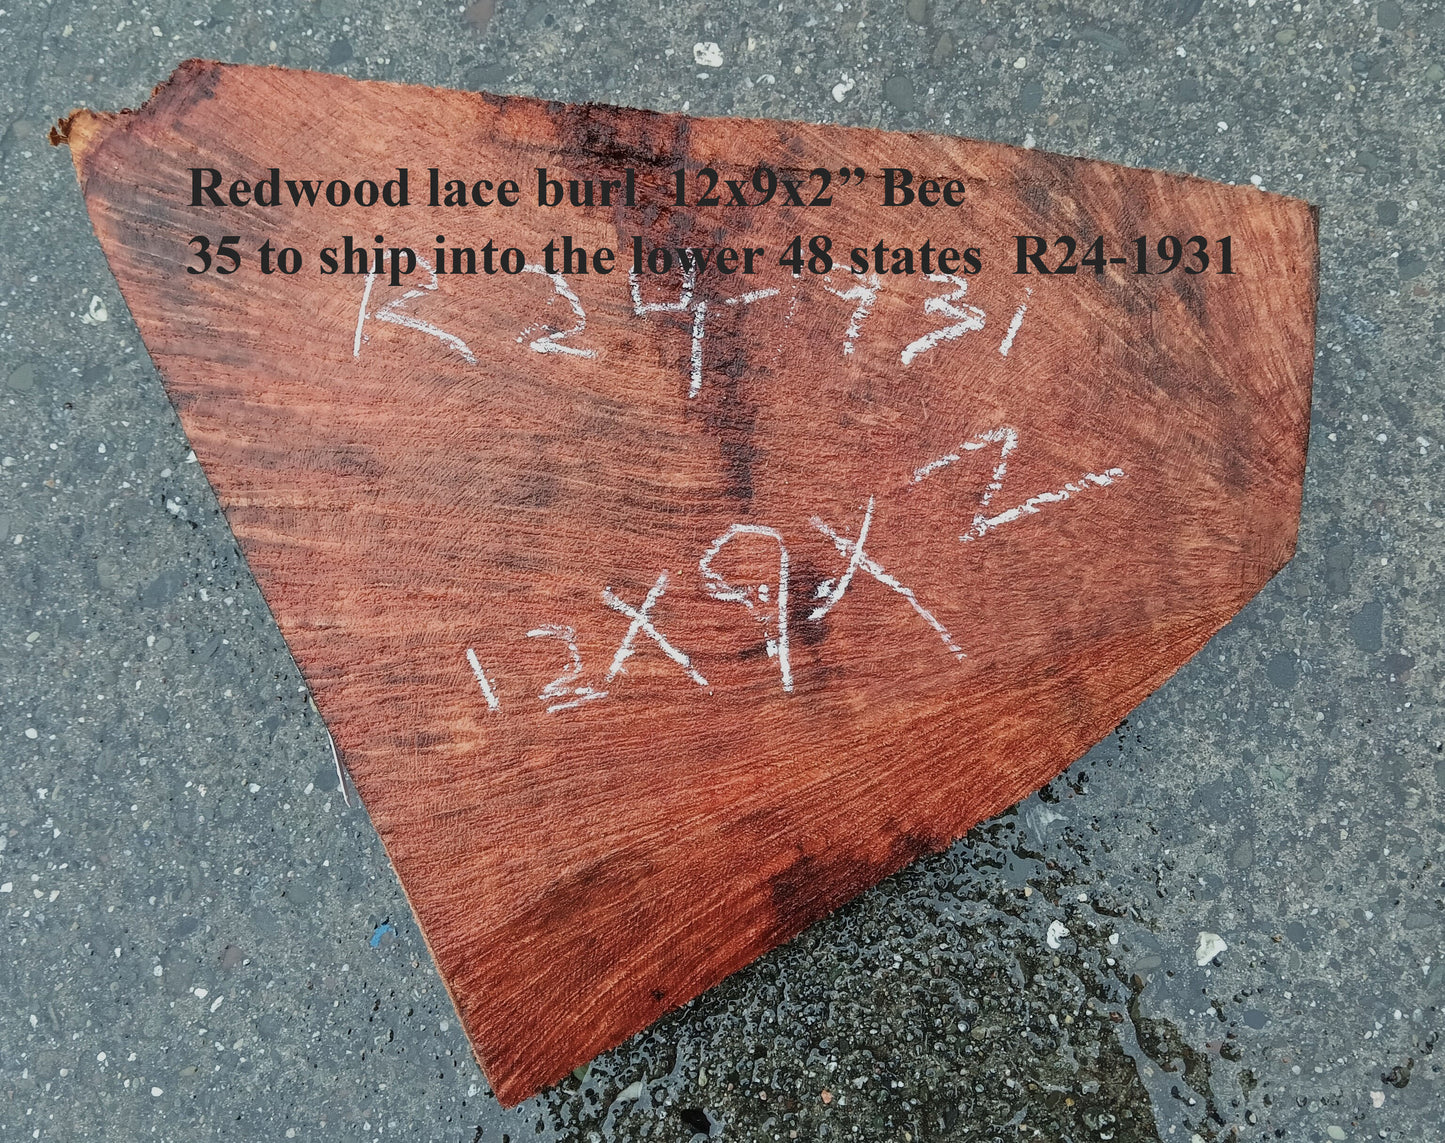 Redwood lace burl 12x9x2” Bee
35 to ship into the lower 48 states R24-1931
R24-1931
12x9x2